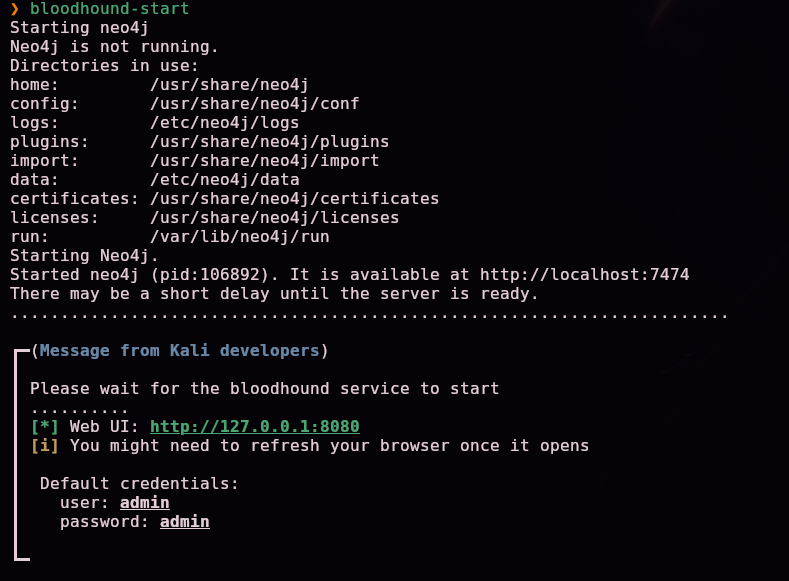 ❯ bloodhound-start
Starting neo4j
Neo4j is not running.
Directories in use:
home:         /usr/share/neo4j
config:       /usr/share/neo4j/conf
logs:         /etc/neo4j/logs
plugins:      /usr/share/neo4j/plugins
import:       /usr/share/neo4j/import
data:         /etc/neo4j/data
certificates: /usr/share/neo4j/certificates
licenses:     /usr/share/neo4j/licenses
run:          /var/lib/neo4j/run
Starting Neo4j.
Started neo4j (pid:106892). It is available at http://localhost:7474
There may be a short delay until the server is ready.
........................................................................
(Message from Kali developers)
Please wait for the bloodhound service to start
..........
[*] Web UI: http://127.0.0.1:8080
[i] You might need to refresh your browser once it opens
Default credentials:
user: admin
password: admin